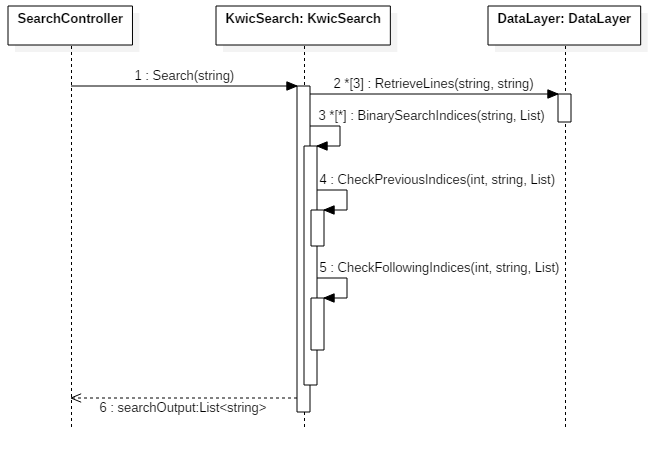 SearchController
KwicSearch: KwicSearch
DataLayer: DataLayer
1 : Search(string)
2 *[3] : RetrieveLines(string, string)
3 *[*] : BinarySearchIndices(string, List)
4 : CheckPreviousIndices(int, string, List)
5 : CheckFollowingIndices(int, string, List)
6 : searchOutput:List<string>